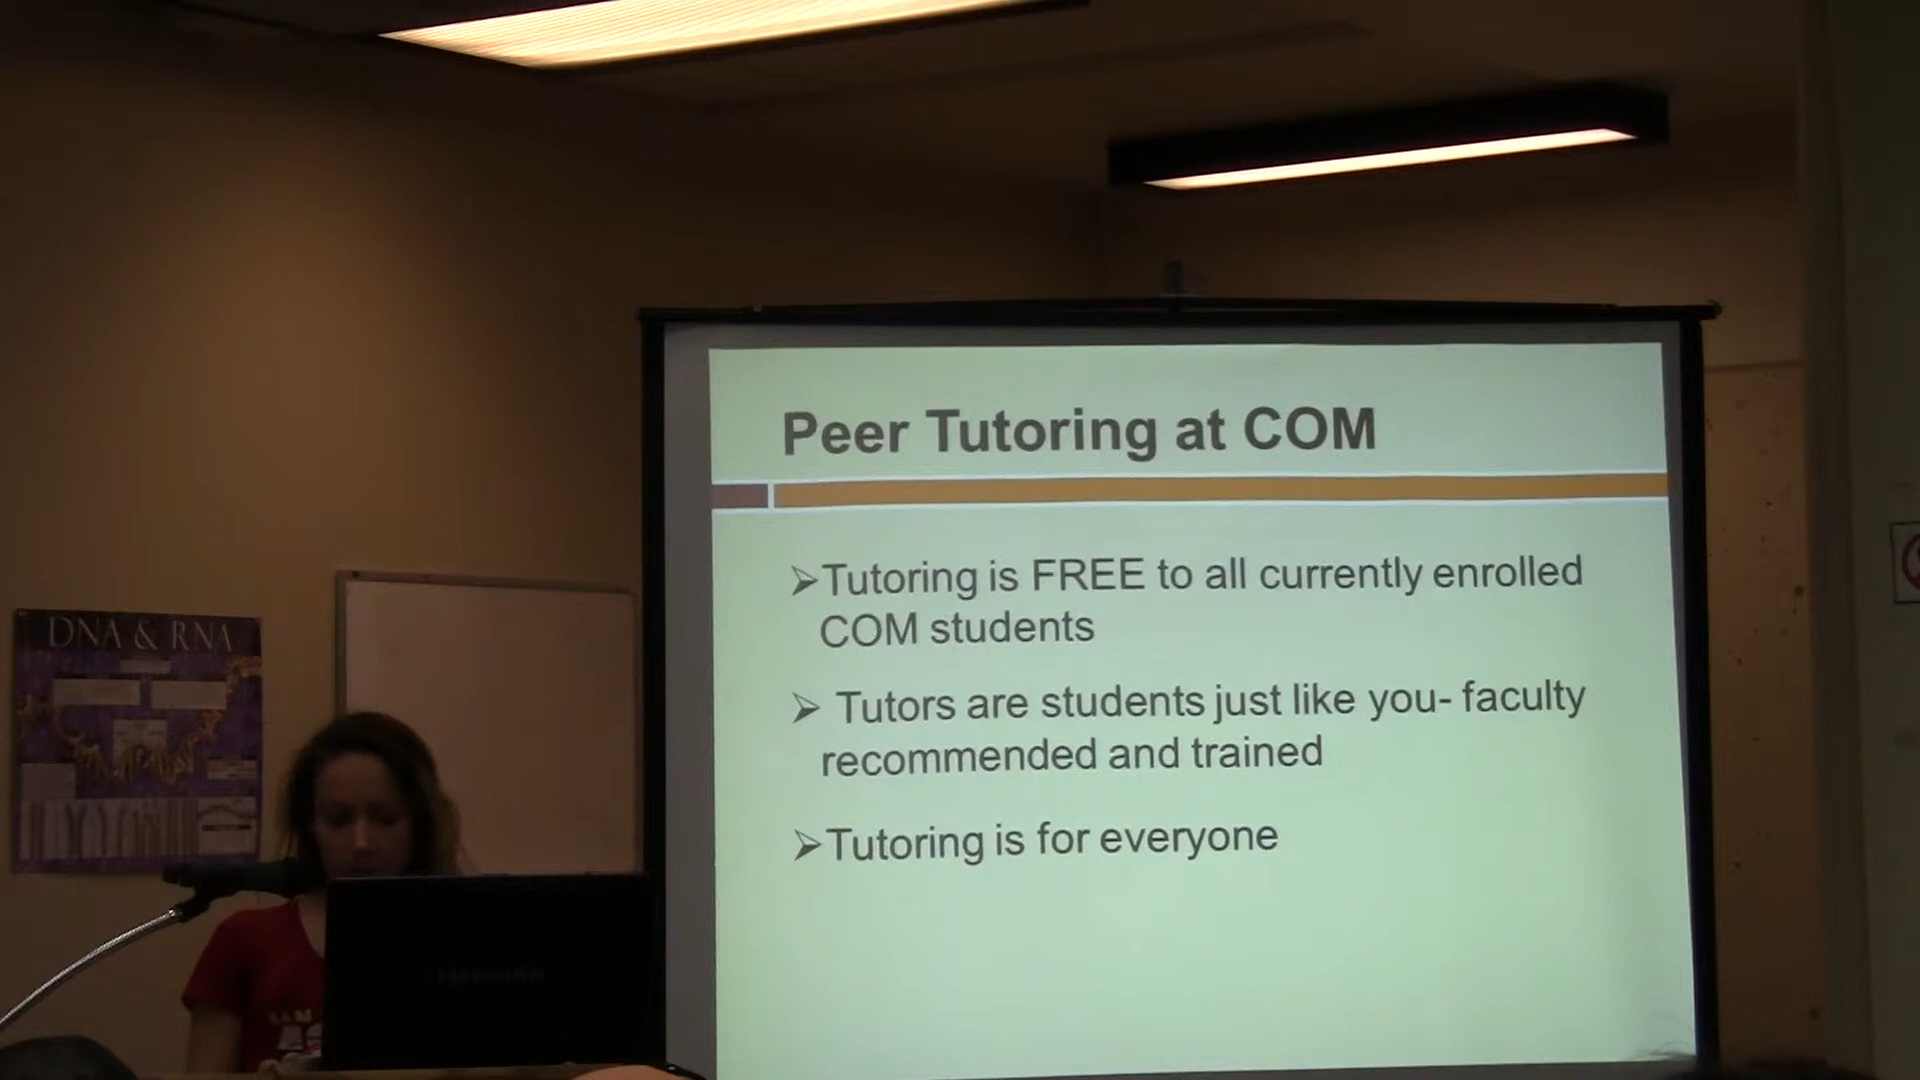 Peer Tutoring at COM
➢Tutoring is FREE to all currently enrolled
COM students
➢ Tutors are students just like you- faculty
recommended and trained
➢Tutoring is for everyone
DNA & RNA